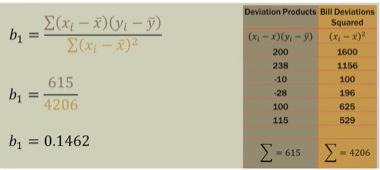 b₁ = ∑(xᵢ − x̄)(yᵢ − ȳ) / ∑(xᵢ − x̄)²
b₁ = 615 / 4206
b₁ = 0.1462
Deviation Products Bill Deviations Squared
(xᵢ − x̄)(yᵢ − ȳ) (xᵢ − x̄)²
200 1600
238 1156
-10 100
-28 196
100 625
115 529
∑ = 615 ∑ = 4206